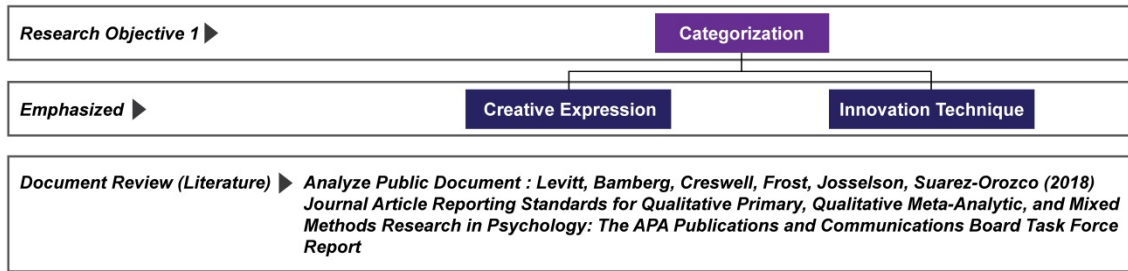 Research Objective 1
Categorization
Emphasized
Creative Expression
Innovation Technique
Document Review (Literature)
Analyze Public Document : Levitt, Bamberg, Creswell, Frost, Josselson, Suarez-Orozco (2018)
Journal Article Reporting Standards for Qualitative Primary, Qualitative Meta-Analytic, and Mixed
Methods Research in Psychology: The APA Publications and Communications Board Task Force
Report